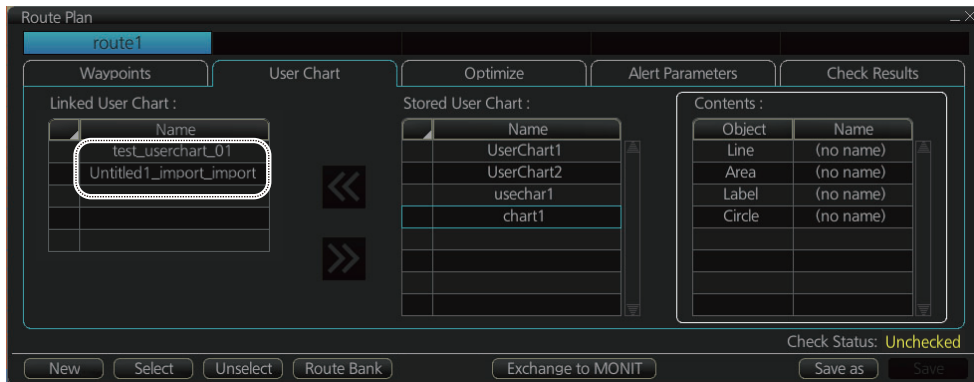 Route Plan
route1
Waypoints User Chart Optimize Alert Parameters Check Results
Linked User Chart : Stored User Chart : Contents :
Name Name Object Name
test_userchart_01 UserChart1 Line (no name)
Untitled1_import_import UserChart2 Area (no name)
usechar1 Label (no name)
chart1 Circle (no name)
Check Status: Unchecked
New Select Unselect Route Bank Exchange to MONIT Save as Save